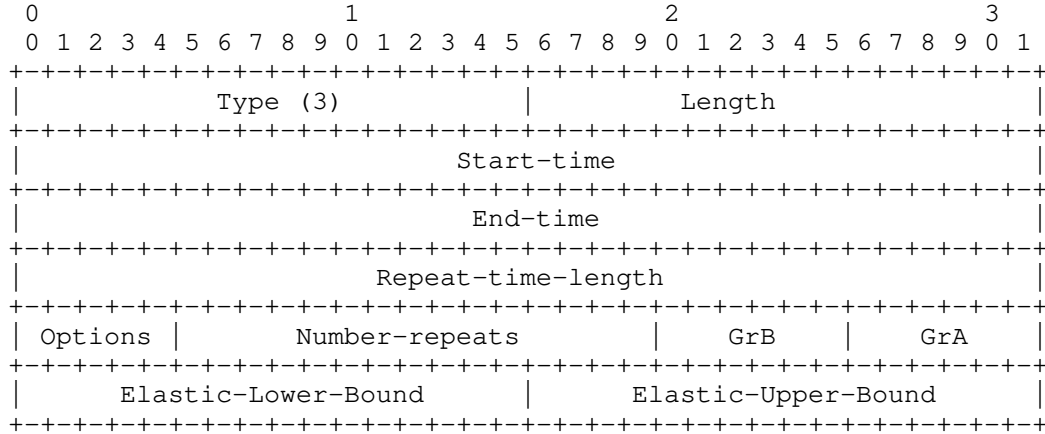 0                   1                   2                   3
 0 1 2 3 4 5 6 7 8 9 0 1 2 3 4 5 6 7 8 9 0 1 2 3 4 5 6 7 8 9 0 1
+-+-+-+-+-+-+-+-+-+-+-+-+-+-+-+-+-+-+-+-+-+-+-+-+-+-+-+-+-+-+-+-+
|            Type (3)           |         Length                |
+-+-+-+-+-+-+-+-+-+-+-+-+-+-+-+-+-+-+-+-+-+-+-+-+-+-+-+-+-+-+-+-+
|                           Start-time                          |
+-+-+-+-+-+-+-+-+-+-+-+-+-+-+-+-+-+-+-+-+-+-+-+-+-+-+-+-+-+-+-+-+
|                            End-time                           |
+-+-+-+-+-+-+-+-+-+-+-+-+-+-+-+-+-+-+-+-+-+-+-+-+-+-+-+-+-+-+-+-+
|                      Repeat-time-length                       |
+-+-+-+-+-+-+-+-+-+-+-+-+-+-+-+-+-+-+-+-+-+-+-+-+-+-+-+-+-+-+-+-+
| Options |       Number-repeats        |    GrB    |    GrA    |
+-+-+-+-+-+-+-+-+-+-+-+-+-+-+-+-+-+-+-+-+-+-+-+-+-+-+-+-+-+-+-+-+
|      Elastic-Lower-Bound      |      Elastic-Upper-Bound      |
+-+-+-+-+-+-+-+-+-+-+-+-+-+-+-+-+-+-+-+-+-+-+-+-+-+-+-+-+-+-+-+-+